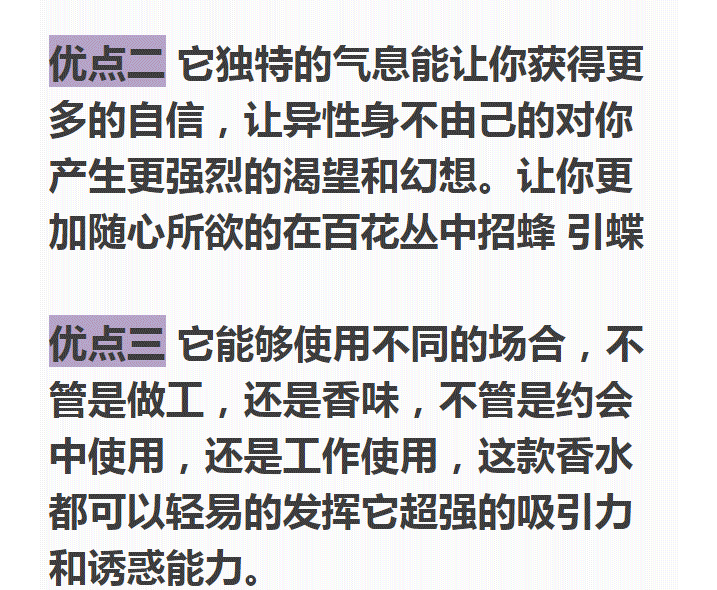 优点二 它独特的气息能让你获得更
多的自信，让异性身不由己的对你
产生更强烈的渴望和幻想。让你更
加随心所欲的在百花丛中招蜂 引蝶
优点三 它能够使用不同的场合，不
管是做工，还是香味，不管是约会
中使用，还是工作使用，这款香水
都可以轻易的发挥它超强的吸引力
和诱惑能力。